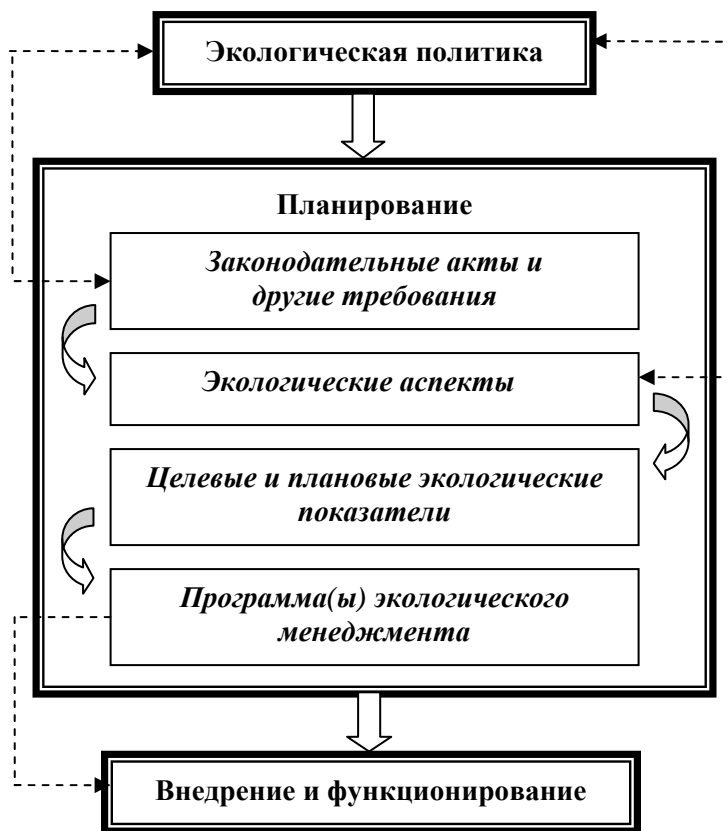 Экологическая политика
Планирование
Законодательные акты и
другие требования
Экологические аспекты
Целевые и плановые экологические
показатели
Программа(ы) экологического
менеджмента
Внедрение и функционирование